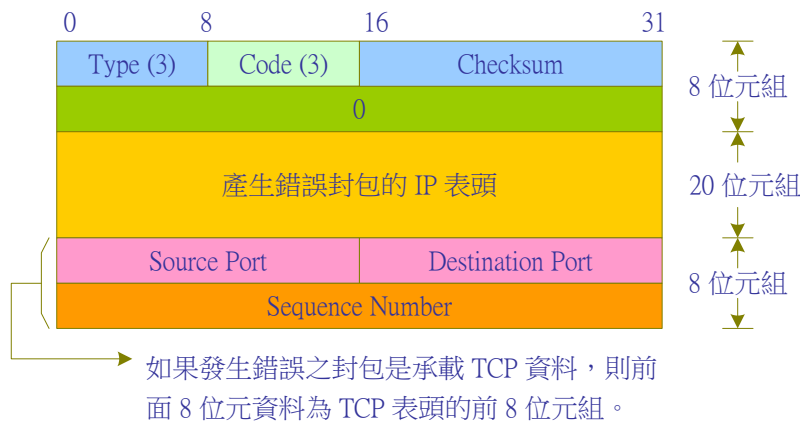 0 8 16 31
Type (3) Code (3) Checksum
8 位元組
0
產生錯誤封包的 IP 表頭
20 位元組
Source Port Destination Port
8 位元組
Sequence Number
如果發生錯誤之封包是承載 TCP 資料，則前
面 8 位元資料為 TCP 表頭的前 8 位元組。